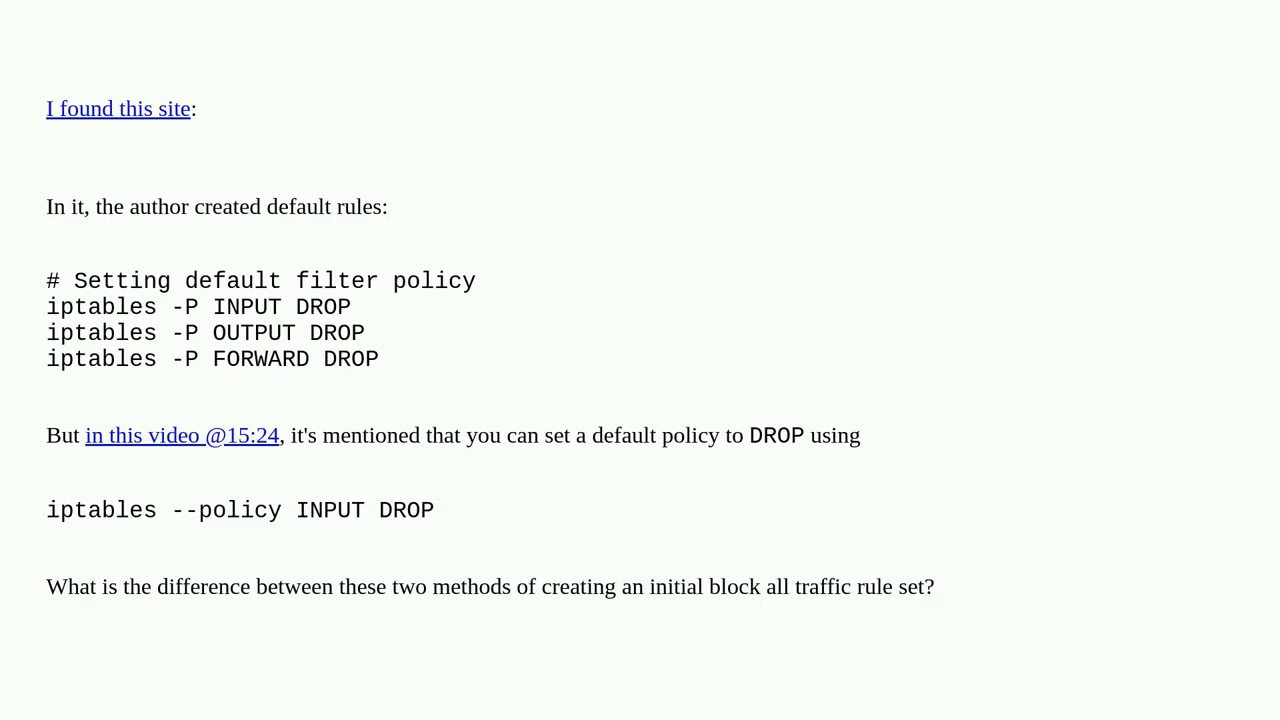 I found this site:
In it, the author created default rules:
# Setting default filter policy
iptables -P INPUT DROP
iptables -P OUTPUT DROP
iptables -P FORWARD DROP
But in this video @15:24, it's mentioned that you can set a default policy to DROP using
iptables --policy INPUT DROP
What is the difference between these two methods of creating an initial block all traffic rule set?